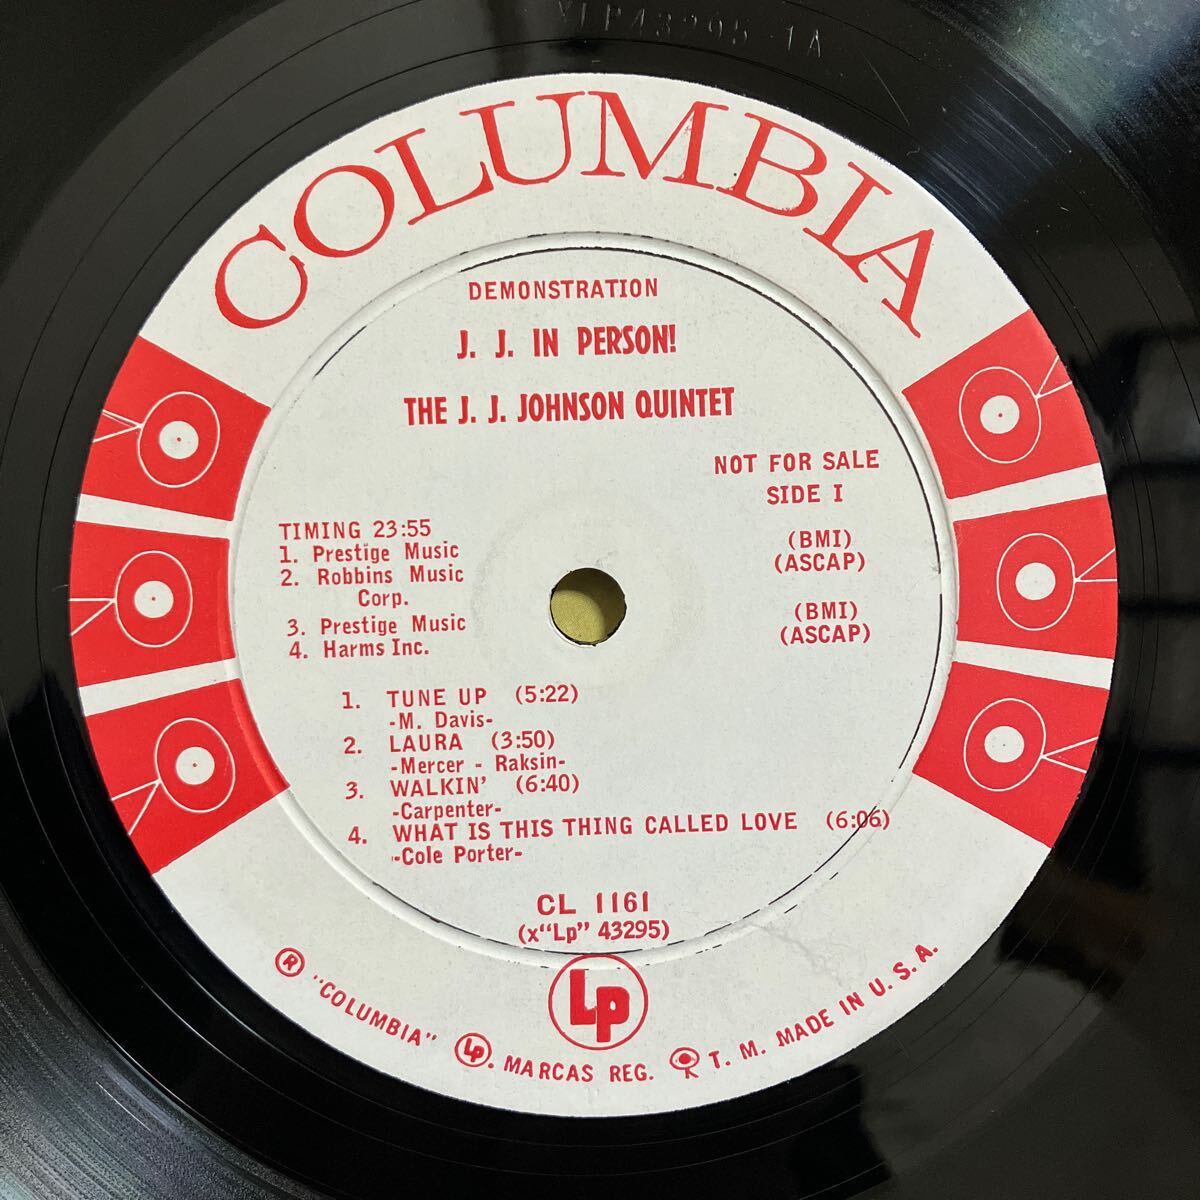 XLP43295-1A
COLUMBIA
DEMONSTRATION
J. J. IN PERSON!
THE J. J. JOHNSON QUINTET
NOT FOR SALE
SIDE I
TIMING 23:55
1. Prestige Music (BMI)
2. Robbins Music (ASCAP)
Corp.
3. Prestige Music (BMI)
4. Harms Inc. (ASCAP)
1. TUNE UP (5:22)
-M. Davis-
2. LAURA (3:50)
-Mercer - Raksin-
3. WALKIN' (6:40)
-Carpenter-
4. WHAT IS THIS THING CALLED LOVE (6:06)
-Cole Porter-
CL 1161
(x"Lp" 43295)
Lp
® "COLUMBIA" Lp. MARCAS REG. T. M. MADE IN U. S. A.